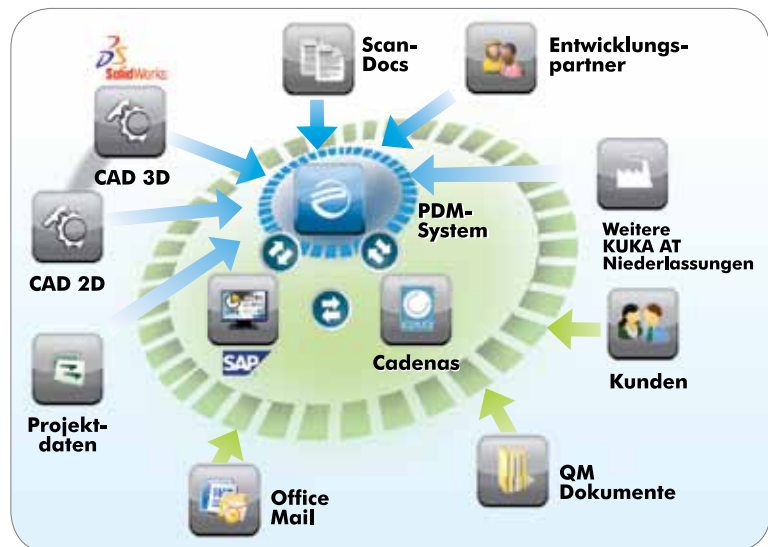 Scan-
Docs
Entwicklungs-
partner
SolidWorks
CAD 3D
PDM-
System
Weitere
KUKA AT
Niederlassungen
CAD 2D
SAP
Cadenas
Kunden
Projekt-
daten
Office
Mail
QM
Dokumente